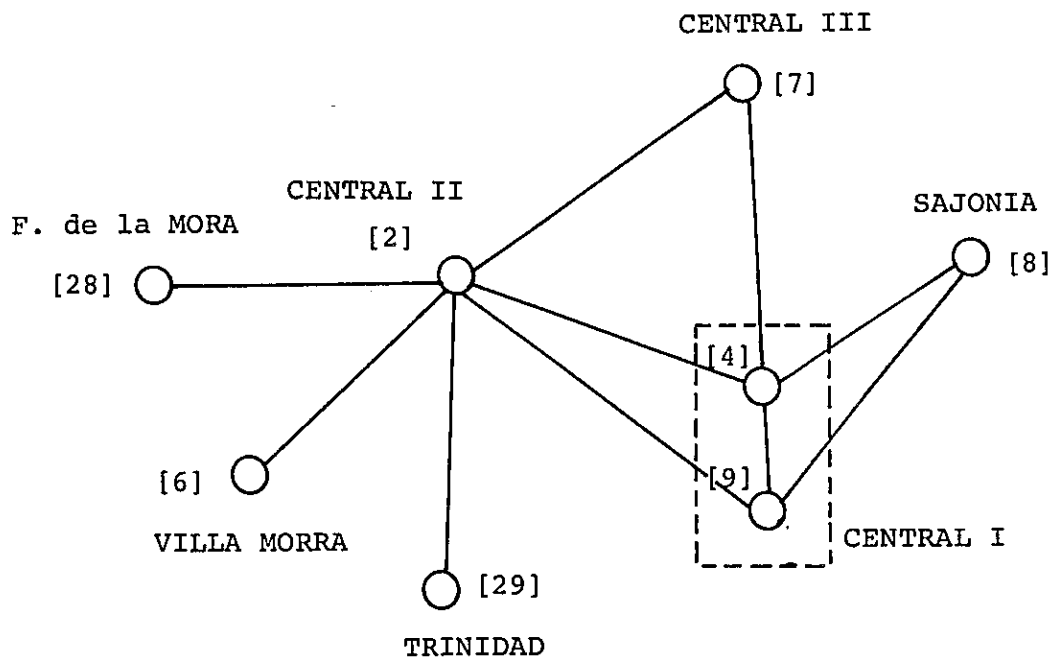 CENTRAL III
[7]
CENTRAL II
[2]
F. de la MORA
[28]
SAJONIA
[8]
[4]
[9]
CENTRAL I
[6]
VILLA MORRA
[29]
TRINIDAD